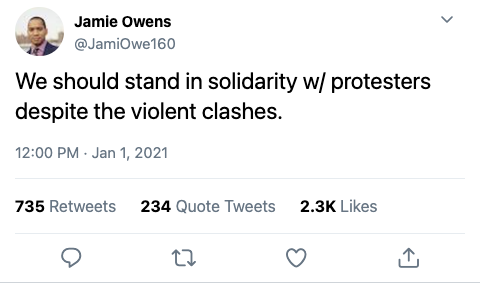 Jamie Owens
@JamiOwe160
We should stand in solidarity w/ protesters
despite the violent clashes.
12:00 PM · Jan 1, 2021
735 Retweets 234 Quote Tweets 2.3K Likes